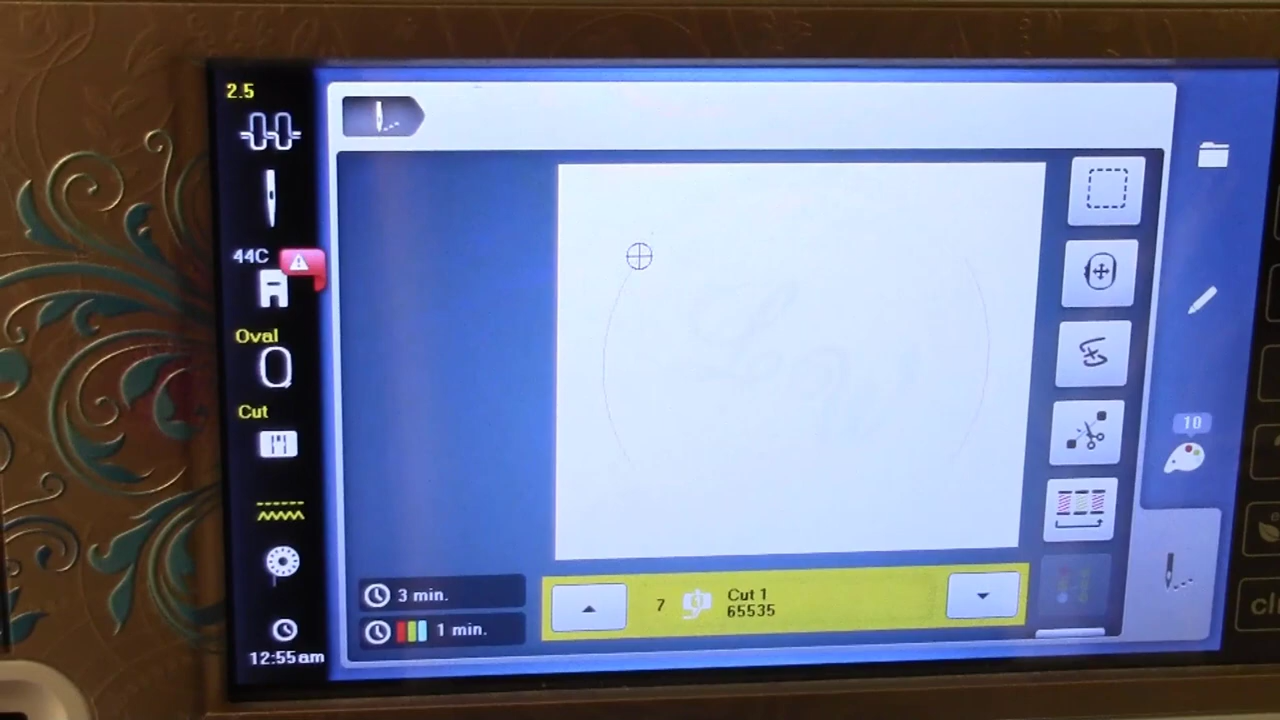 2.5
44C
Oval
Cut
12:55am
3 min.
1 min.
7 Cut 1
65535
10